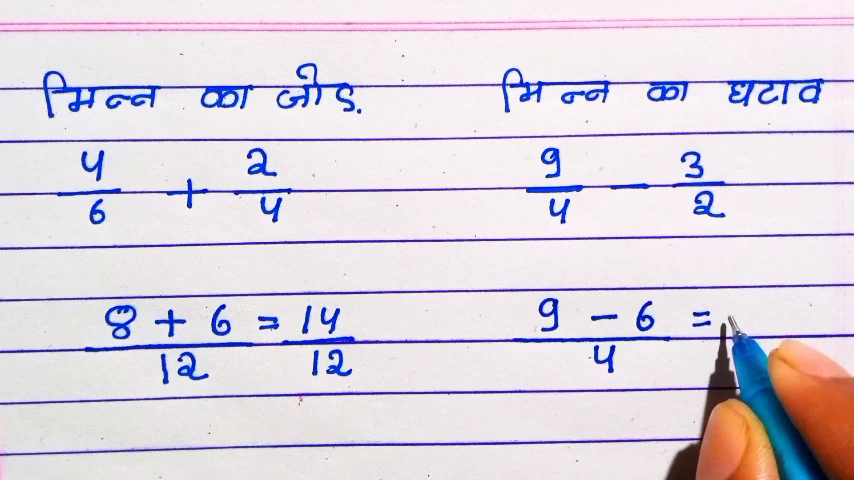 भिन्न का जोड. भिन्न का घटाव
4/6 + 2/4 9/4 - 3/2
8 + 6/12 = 14/12 9 - 6/4 =